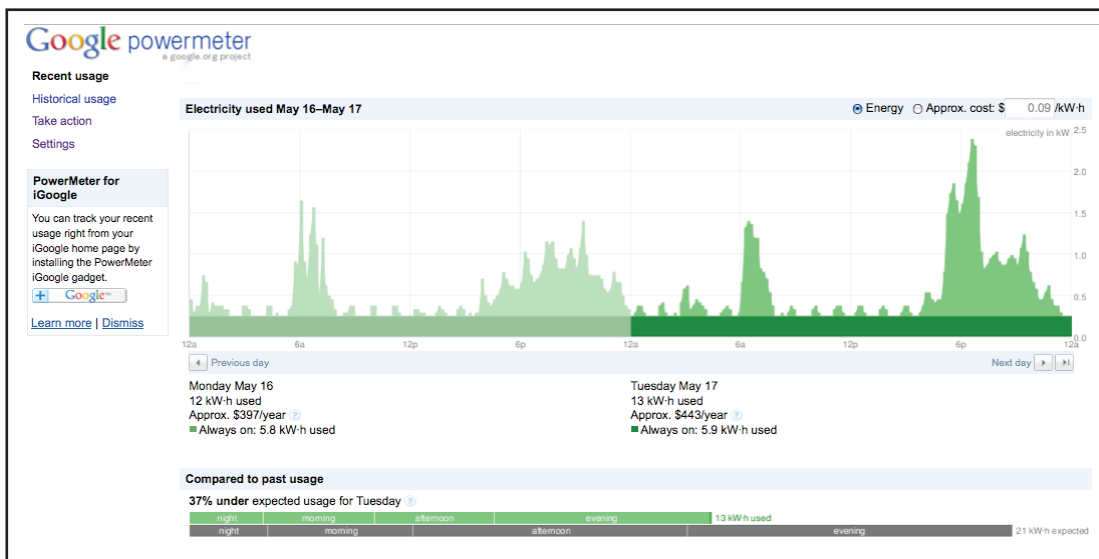 Google powermeter
a google.org project
Recent usage
Historical usage
Take action
Settings
PowerMeter for
iGoogle
You can track your recent
usage right from your
iGoogle home page by
installing the PowerMeter
iGoogle gadget.
+ Google™
Learn more | Dismiss
Electricity used May 16–May 17
Energy Approx. cost: $ 0.09 /kW·h
electricity in kW 2.5
2.0
1.5
1.0
0.5
0.0
12a 6a 12p 6p 12a 6a 12p 6p 12a
Previous day Next day
Monday May 16
12 kW·h used
Approx. $397/year ?
Always on: 5.8 kW·h used
Tuesday May 17
13 kW·h used
Approx. $443/year ?
Always on: 5.9 kW·h used
Compared to past usage
37% under expected usage for Tuesday ?
night morning afternoon evening 13 kW·h used
night morning afternoon evening 21 kW·h expected